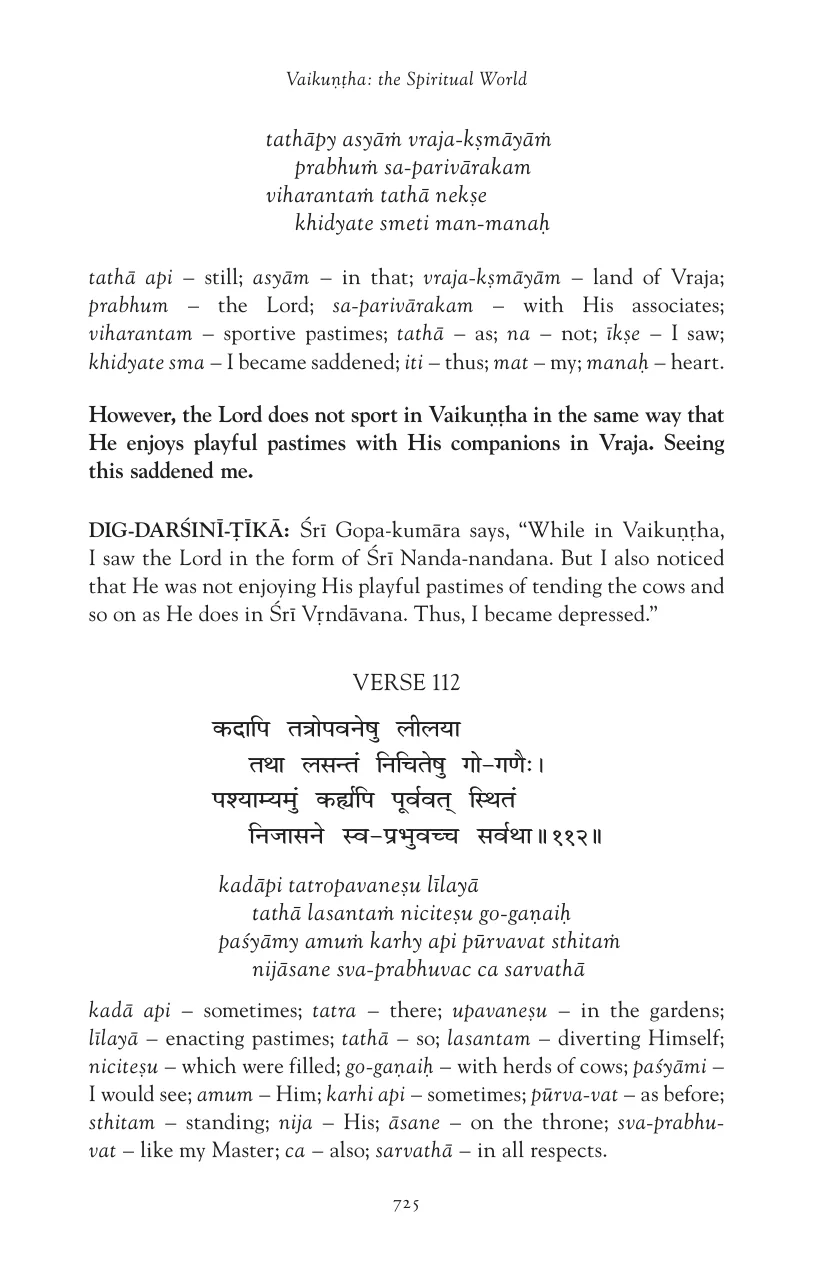 Vaikuṇṭha: the Spiritual World
tathāpy asyāṁ vraja-kṣmāyāṁ
prabhuṁ sa-parivārakam
viharantaṁ tathā nekṣe
khidyate smeti man-manaḥ
tathā api – still; asyām – in that; vraja-kṣmāyām – land of Vraja;
prabhum – the Lord; sa-parivārakam – with His associates;
viharantam – sportive pastimes; tathā – as; na – not; īkṣe – I saw;
khidyate sma – I became saddened; iti – thus; mat – my; manaḥ – heart.
However, the Lord does not sport in Vaikuṇṭha in the same way that
He enjoys playful pastimes with His companions in Vraja. Seeing
this saddened me.
DIG-DARŚINĪ-ṬĪKĀ: Śrī Gopa-kumāra says, “While in Vaikuṇṭha,
I saw the Lord in the form of Śrī Nanda-nandana. But I also noticed
that He was not enjoying His playful pastimes of tending the cows and
so on as He does in Śrī Vṛndāvana. Thus, I became depressed.”
VERSE 112
कदापि तत्रोपवनेषु लीलया
तथा लसन्तं निचितेषु गो–गणैः।
पश्याम्यमुं कर्ह्यपि पूर्ववत् स्थितं
निजासने स्व–प्रभुवच्च सर्वथा॥११२॥
kadāpi tatropavaneṣu līlayā
tathā lasantaṁ niciteṣu go-gaṇaiḥ
paśyāmy amuṁ karhy api pūrvavat sthitaṁ
nijāsane sva-prabhuvac ca sarvathā
kadā api – sometimes; tatra – there; upavaneṣu – in the gardens;
līlayā – enacting pastimes; tathā – so; lasantam – diverting Himself;
niciteṣu – which were filled; go-gaṇaiḥ – with herds of cows; paśyāmi –
I would see; amum – Him; karhi api – sometimes; pūrva-vat – as before;
sthitam – standing; nija – His; āsane – on the throne; sva-prabhu-
vat – like my Master; ca – also; sarvathā – in all respects.
725